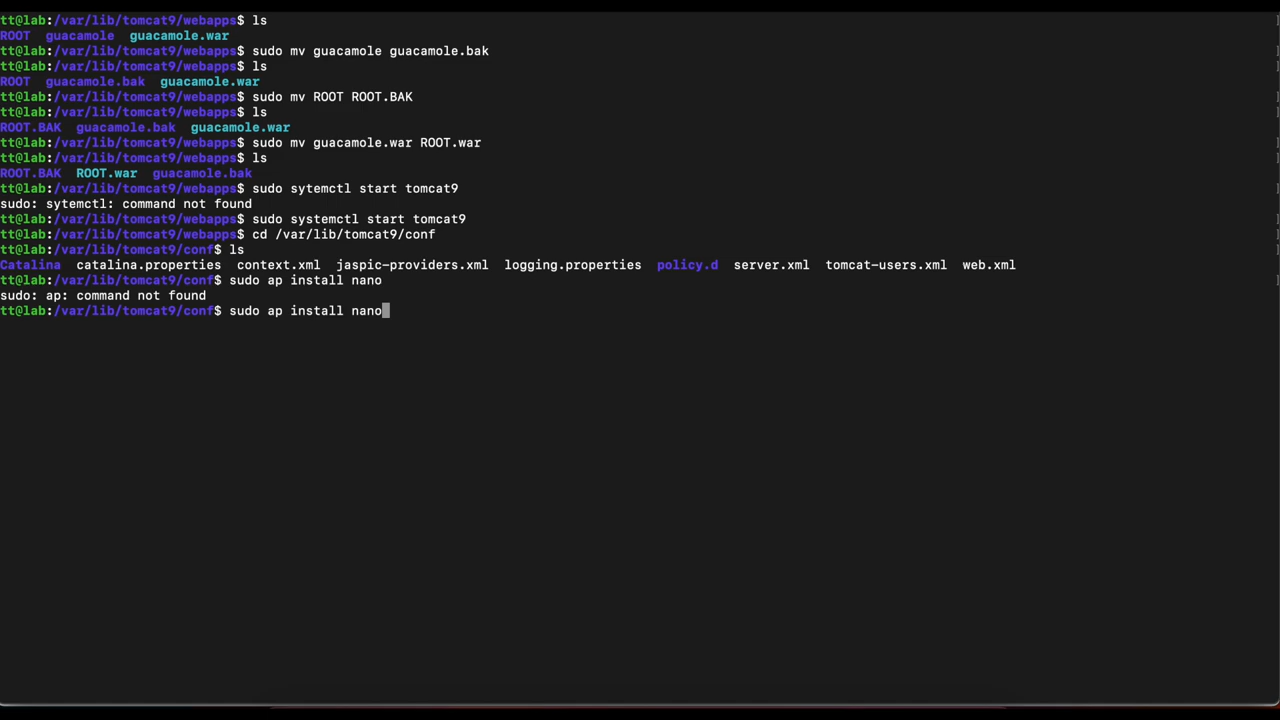 tt@lab:/var/lib/tomcat9/webapps$ ls
ROOT  guacamole  guacamole.war
tt@lab:/var/lib/tomcat9/webapps$ sudo mv guacamole guacamole.bak
tt@lab:/var/lib/tomcat9/webapps$ ls
ROOT  guacamole.bak  guacamole.war
tt@lab:/var/lib/tomcat9/webapps$ sudo mv ROOT ROOT.BAK
tt@lab:/var/lib/tomcat9/webapps$ ls
ROOT.BAK  guacamole.bak  guacamole.war
tt@lab:/var/lib/tomcat9/webapps$ sudo mv guacamole.war ROOT.war
tt@lab:/var/lib/tomcat9/webapps$ ls
ROOT.BAK  ROOT.war  guacamole.bak
tt@lab:/var/lib/tomcat9/webapps$ sudo sytemctl start tomcat9
sudo: sytemctl: command not found
tt@lab:/var/lib/tomcat9/webapps$ sudo systemctl start tomcat9
tt@lab:/var/lib/tomcat9/webapps$ cd /var/lib/tomcat9/conf
tt@lab:/var/lib/tomcat9/conf$ ls
Catalina  catalina.properties  context.xml  jaspic-providers.xml  logging.properties  policy.d  server.xml  tomcat-users.xml  web.xml
tt@lab:/var/lib/tomcat9/conf$ sudo ap install nano
sudo: ap: command not found
tt@lab:/var/lib/tomcat9/conf$ sudo ap install nano